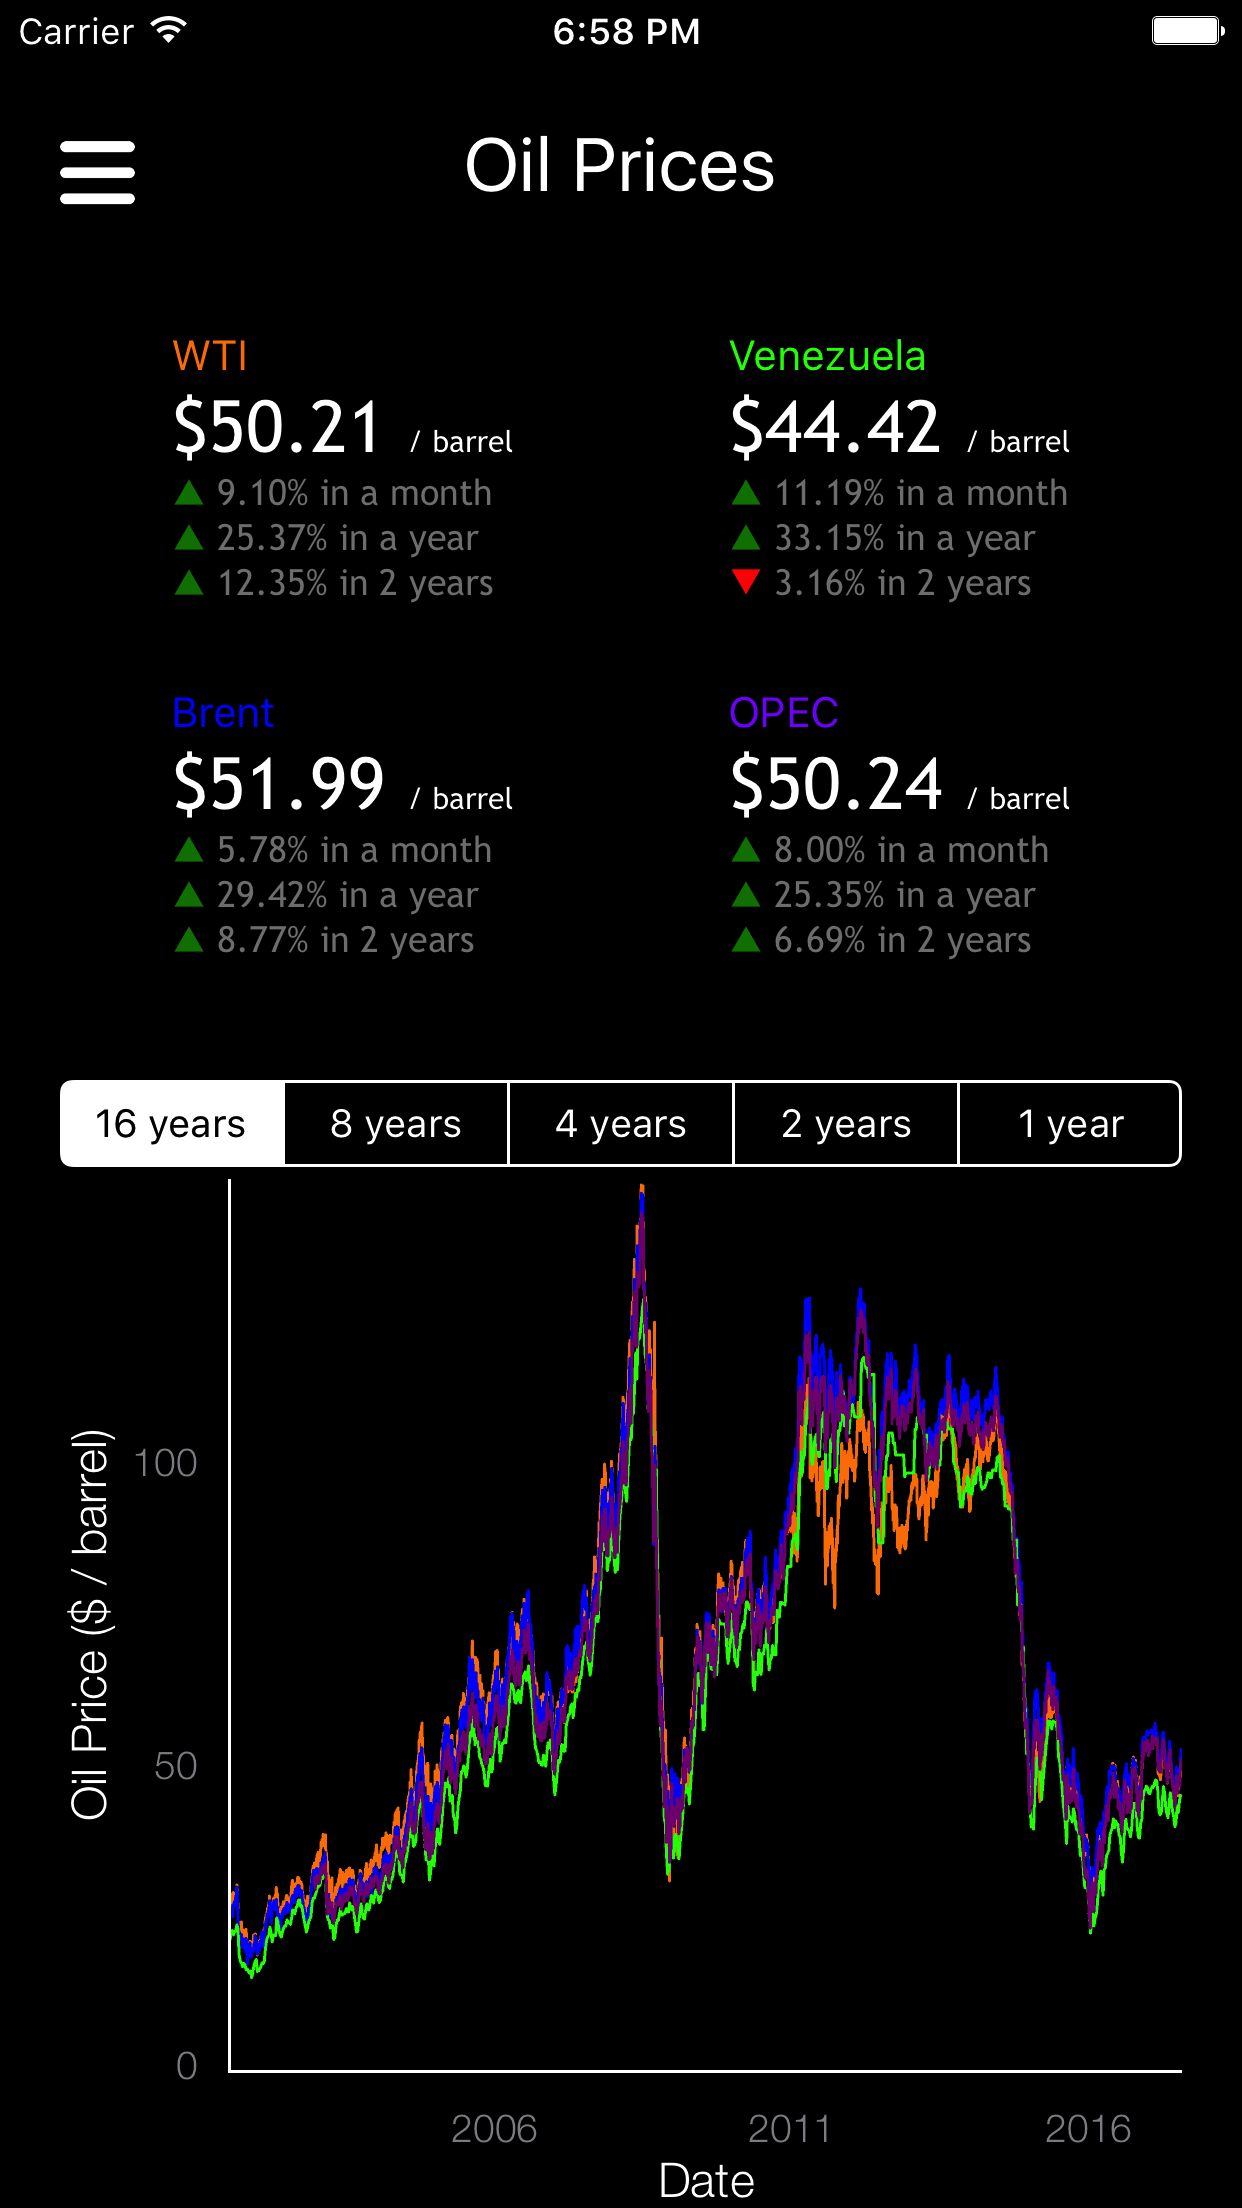 Carrier 6:58 PM
Oil Prices
WTI
$50.21 / barrel
▲ 9.10% in a month
▲ 25.37% in a year
▲ 12.35% in 2 years
Venezuela
$44.42 / barrel
▲ 11.19% in a month
▲ 33.15% in a year
▼ 3.16% in 2 years
Brent
$51.99 / barrel
▲ 5.78% in a month
▲ 29.42% in a year
▲ 8.77% in 2 years
OPEC
$50.24 / barrel
▲ 8.00% in a month
▲ 25.35% in a year
▲ 6.69% in 2 years
16 years 8 years 4 years 2 years 1 year
Oil Price ($ / barrel)
100
50
0
2006 2011 2016
Date